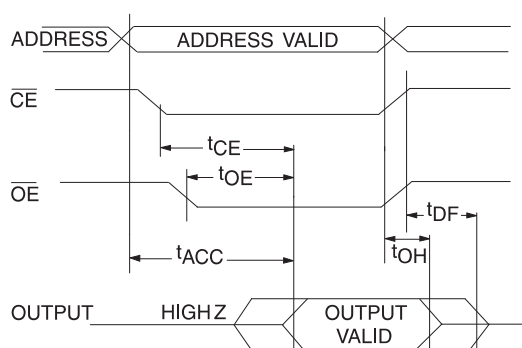 ADDRESS
ADDRESS VALID
CE
tCE
tOE
OE
tDF
tACC
tOH
OUTPUT
HIGH Z
OUTPUT
VALID